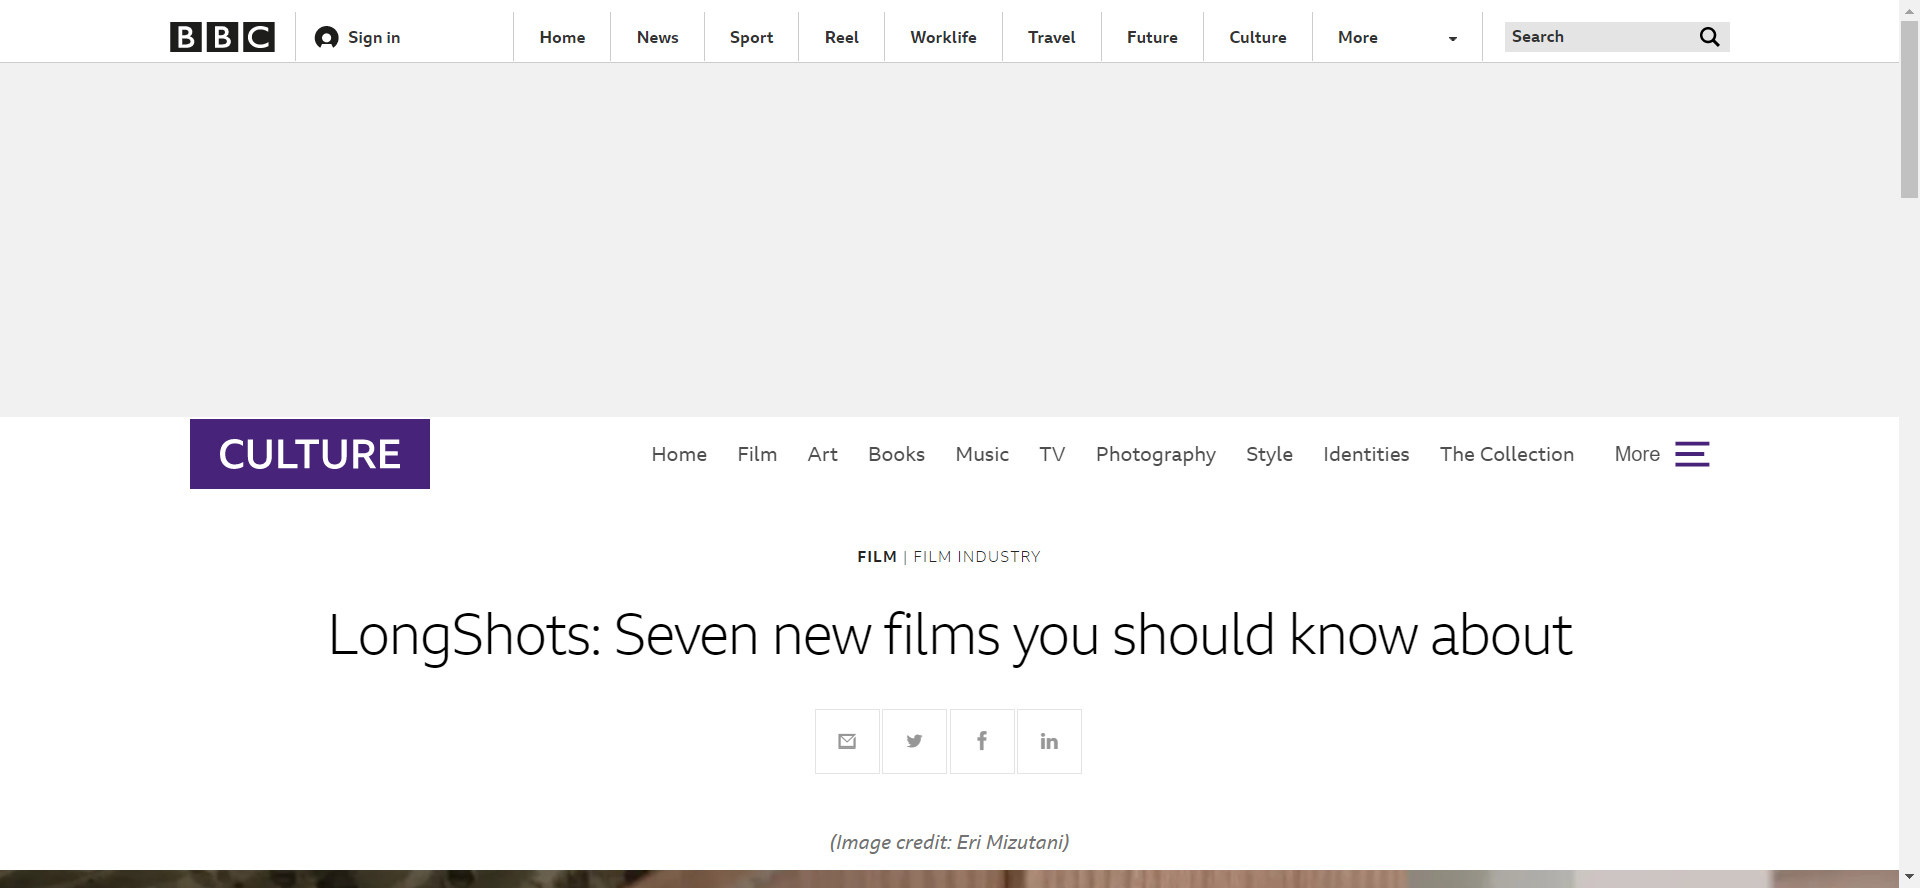 BBC Sign in Home News Sport Reel Worklife Travel Future Culture More Search
CULTURE Home Film Art Books Music TV Photography Style Identities The Collection More
FILM | FILM INDUSTRY
LongShots: Seven new films you should know about
(Image credit: Eri Mizutani)